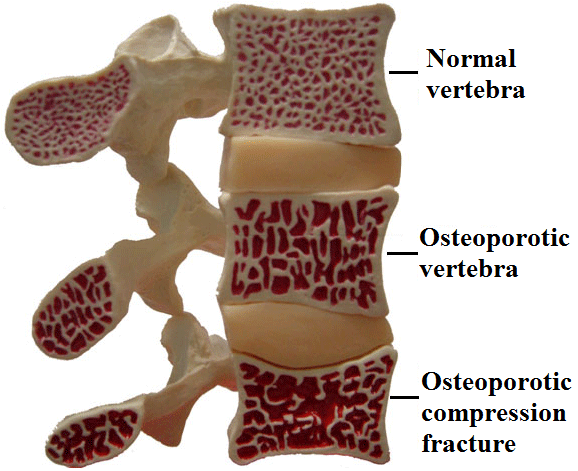 Normal
vertebra
Osteoporotic
vertebra
Osteoporotic
compression
fracture